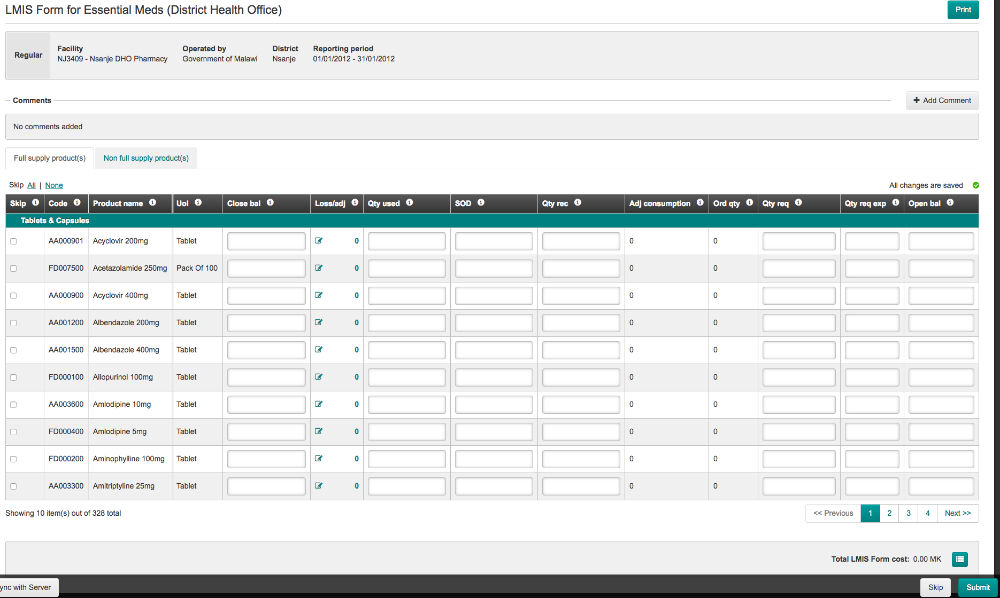 LMIS Form for Essential Meds (District Health Office)
Print
Regular
Facility Operated by District Reporting period
NJ3409 - Nsanje DHO Pharmacy Government of Malawi Nsanje 01/01/2012 - 31/01/2012
Comments
Add Comment
No comments added
Full supply product(s) Non full supply product(s)
Skip All | None
All changes are saved
Skip Code Product name UoI Close bal Loss/adj Qty used SOD Qty rec Adj consumption Ord qty Qty req Qty req exp Open bal
Tablets & Capsules
AA000901 Acyclovir 200mg Tablet 0 0 0
FD007500 Acetazolamide 250mg Pack Of 100 0 0 0
AA000900 Acyclovir 400mg Tablet 0 0 0
AA001200 Albendazole 200mg Tablet 0 0 0
AA001500 Albendazole 400mg Tablet 0 0 0
FD000100 Allopurinol 100mg Tablet 0 0 0
AA003600 Amlodipine 10mg Tablet 0 0 0
FD000400 Amlodipine 5mg Tablet 0 0 0
FD000200 Aminophylline 100mg Tablet 0 0 0
AA003300 Amitriptyline 25mg Tablet 0 0 0
Showing 10 item(s) out of 328 total
<< Previous 1 2 3 4 Next >>
Total LMIS Form cost: 0.00 MK
ync with Server
Skip
Submit